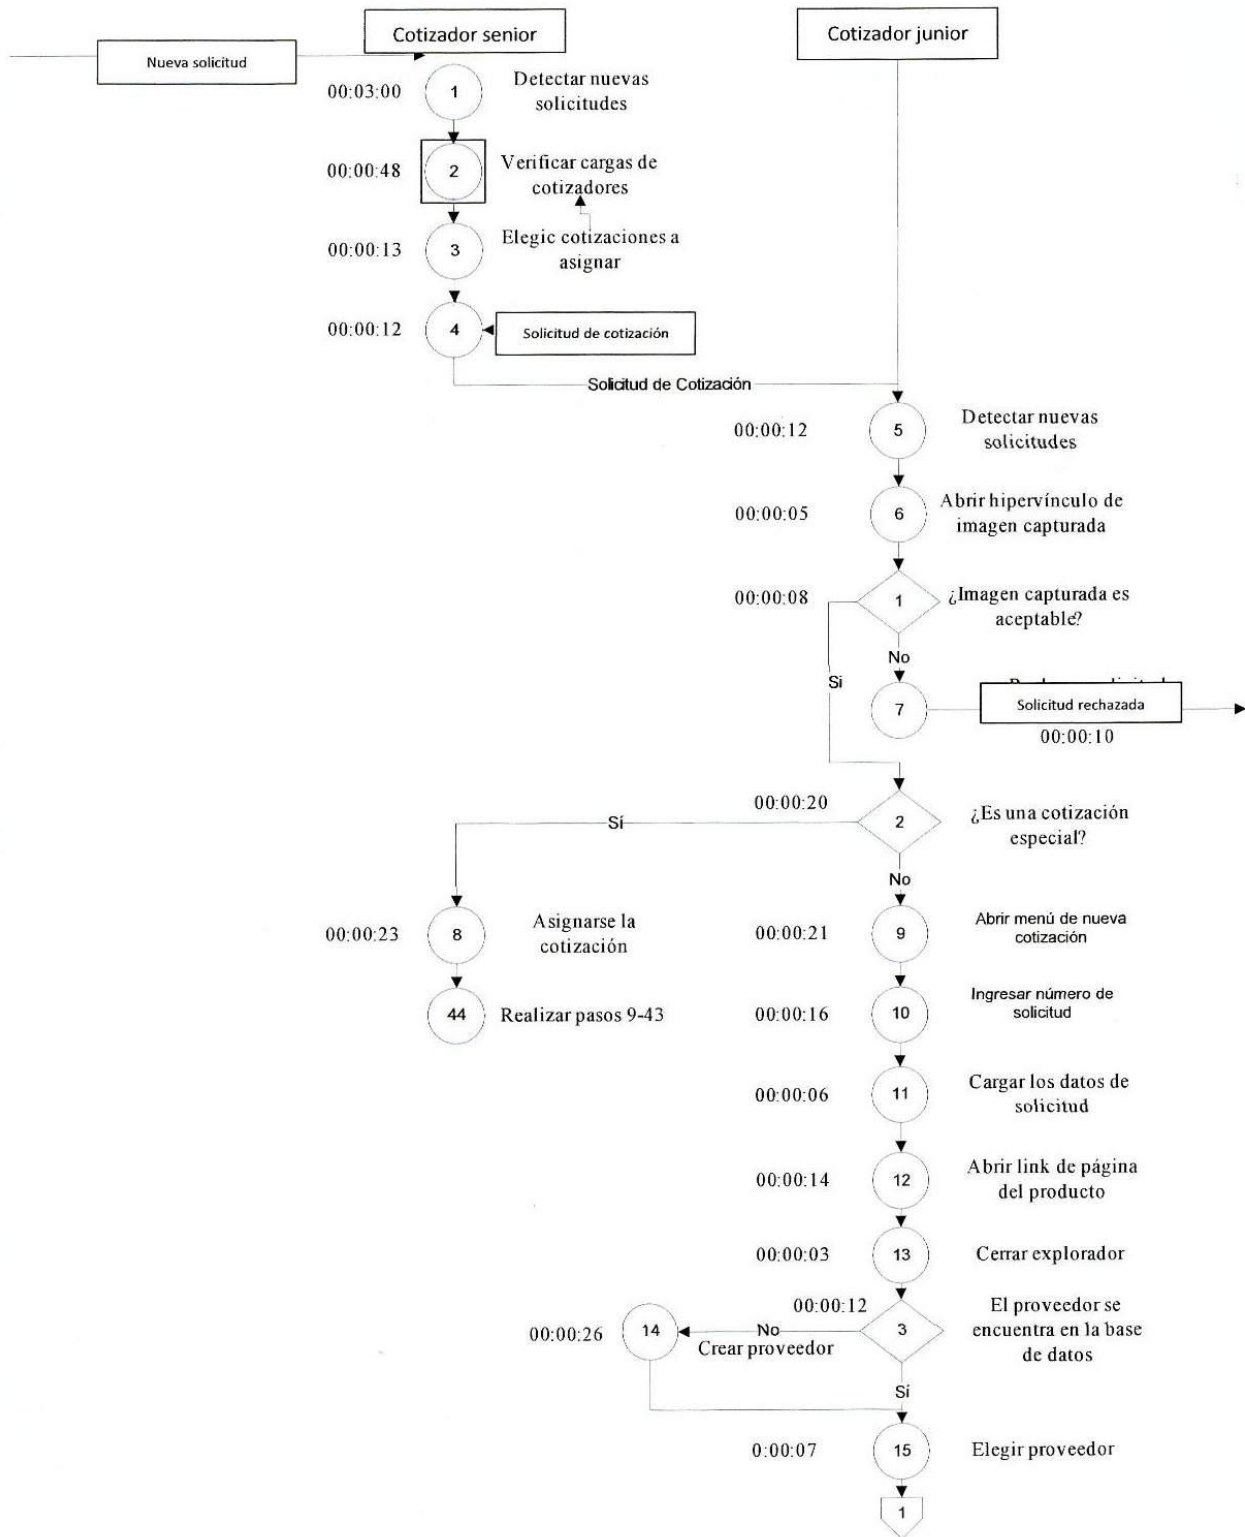 Cotizador senior
Cotizador junior
Nueva solicitud
00:03:00
1
Detectar nuevas
solicitudes
00:00:48
2
Verificar cargas de
cotizadores
00:00:13
3
Elegic cotizaciones a
asignar
00:00:12
4
Solicitud de cotización
Solicitud de Cotización
00:00:12
5
Detectar nuevas
solicitudes
00:00:05
6
Abrir hipervínculo de
imagen capturada
00:00:08
1
¿Imagen capturada es
aceptable?
No
Si
7
Solicitud rechazada
00:00:10
00:00:20
2
¿Es una cotización
especial?
Sí
No
00:00:23
8
Asignarse la
cotización
00:00:21
9
Abrir menú de nueva
cotización
44
Realizar pasos 9-43
00:00:16
10
Ingresar número de
solicitud
00:00:06
11
Cargar los datos de
solicitud
00:00:14
12
Abrir link de página
del producto
00:00:03
13
Cerrar explorador
00:00:12
3
El proveedor se
encuentra en la base
de datos
00:00:26
14
No
Crear proveedor
Sí
0:00:07
15
Elegir proveedor
1